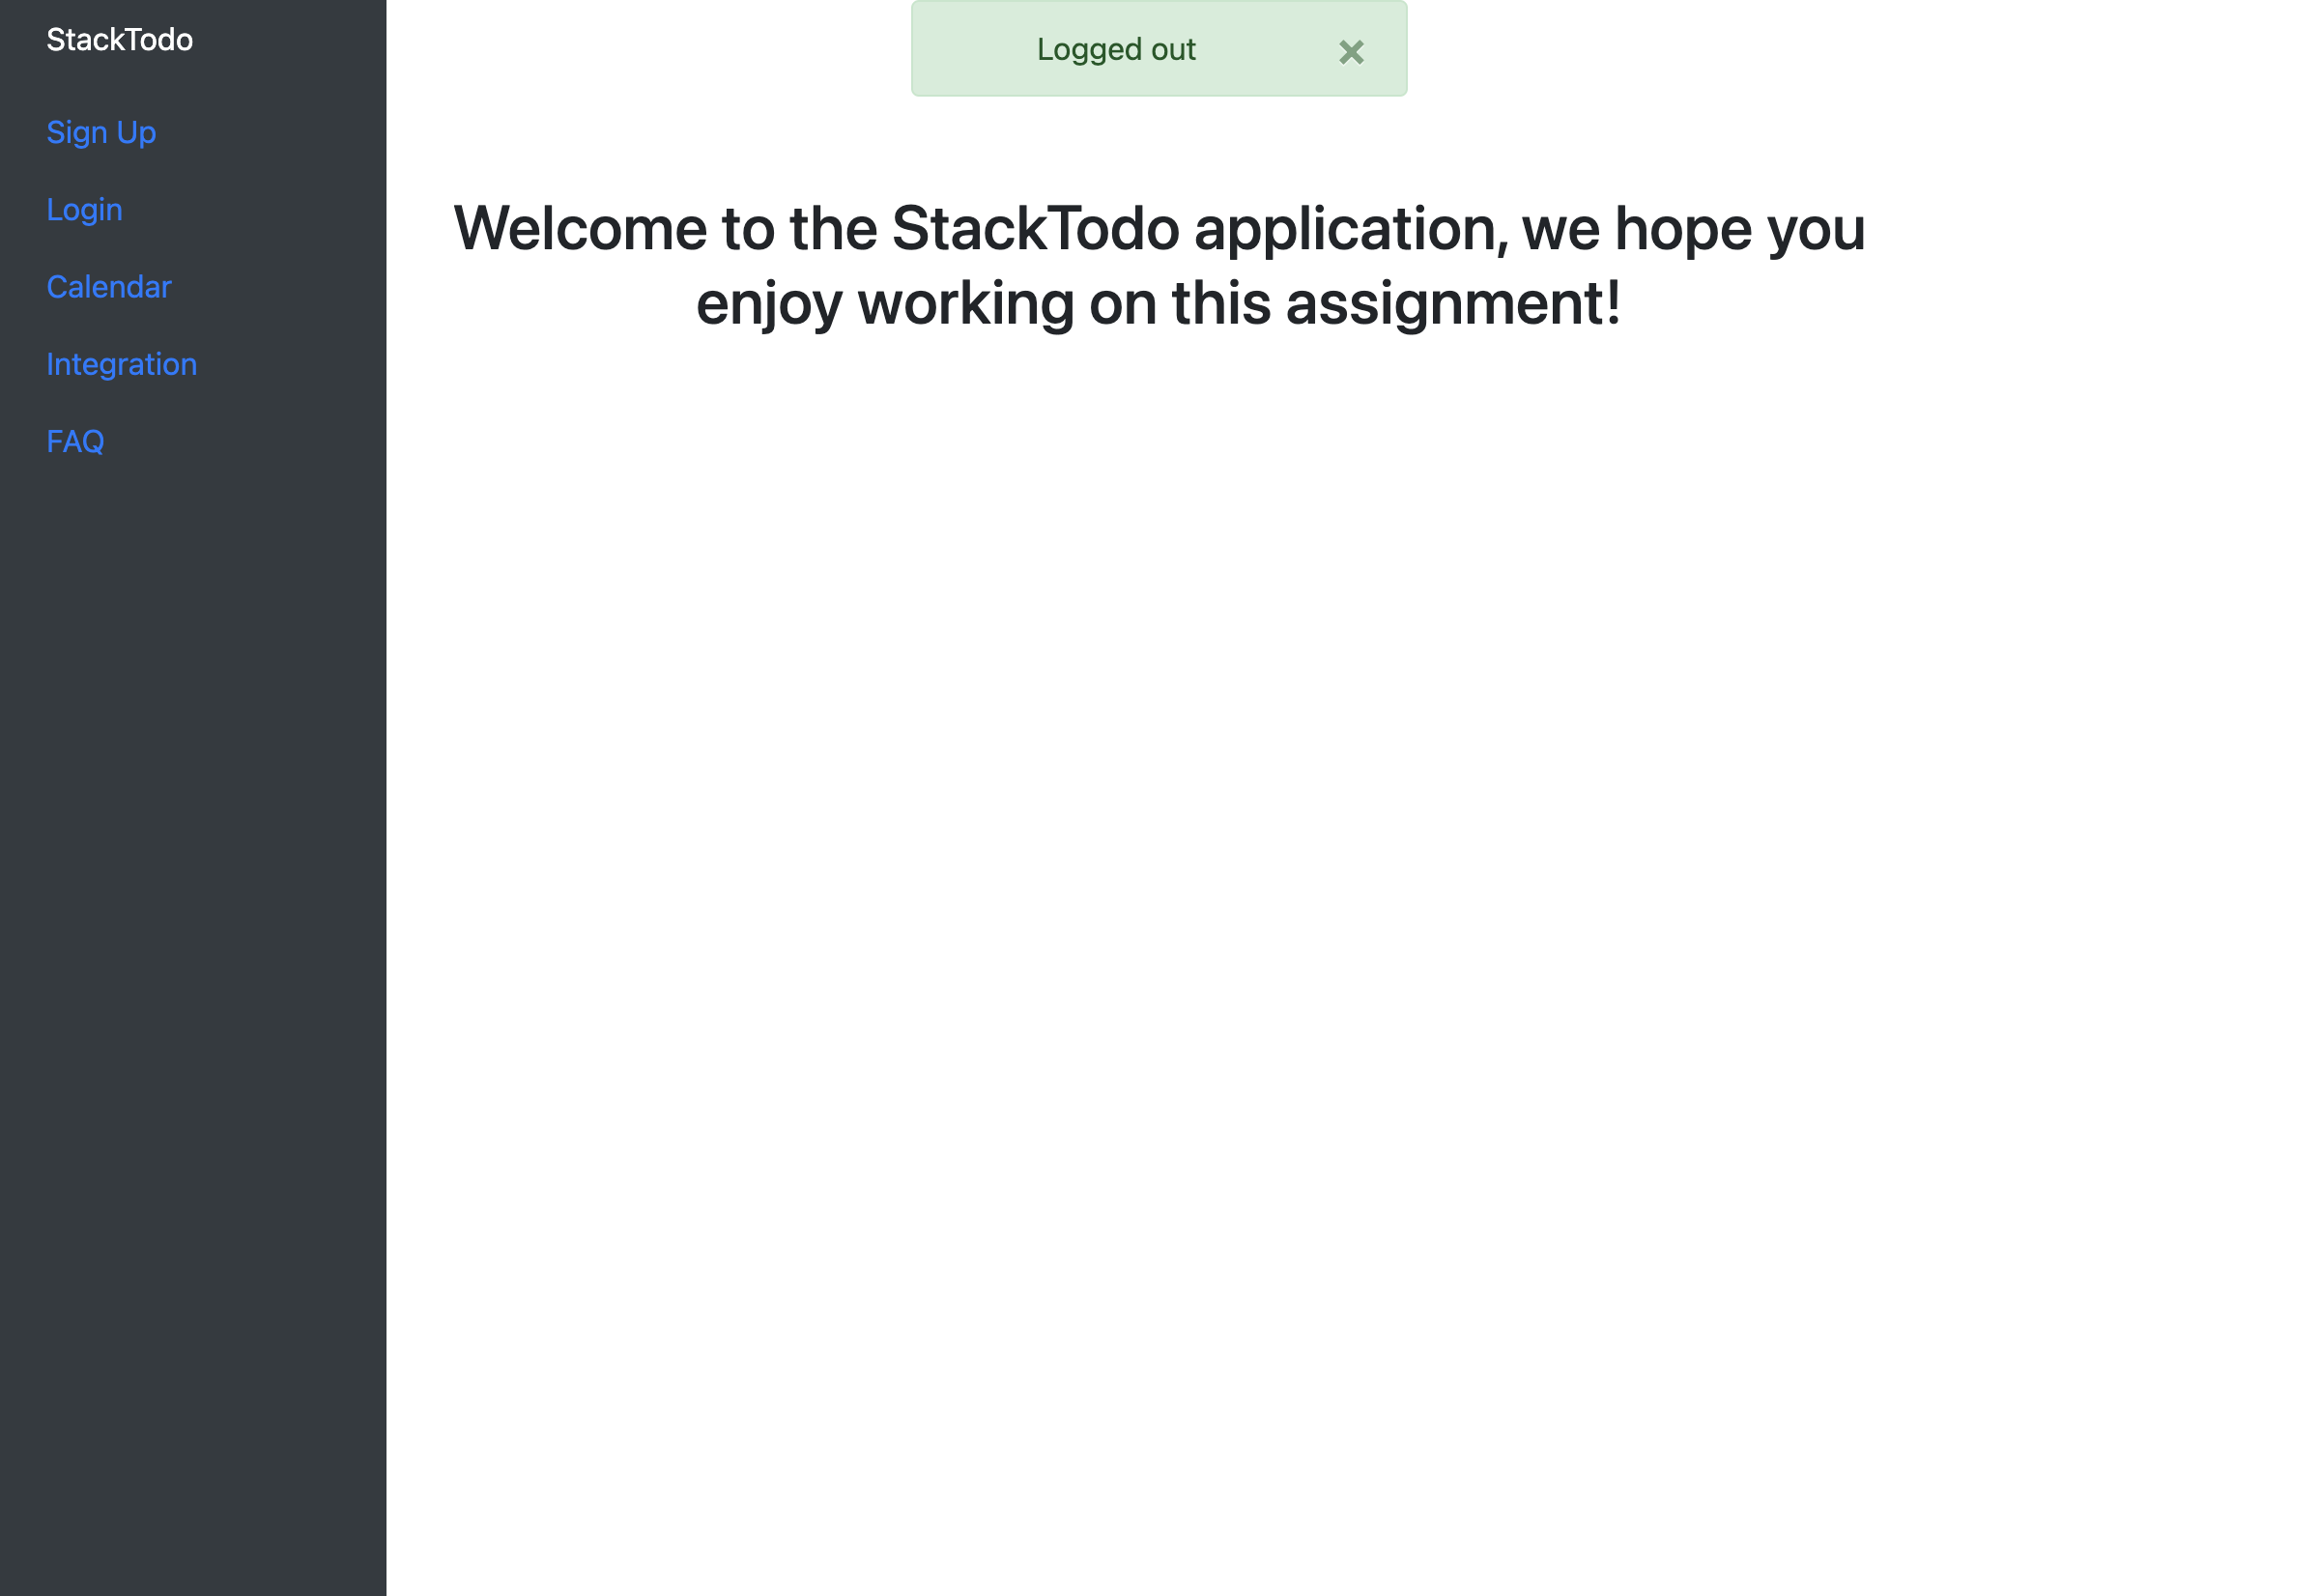 StackTodo
Sign Up
Login
Calendar
Integration
FAQ
Logged out ×
Welcome to the StackTodo application, we hope you
enjoy working on this assignment!